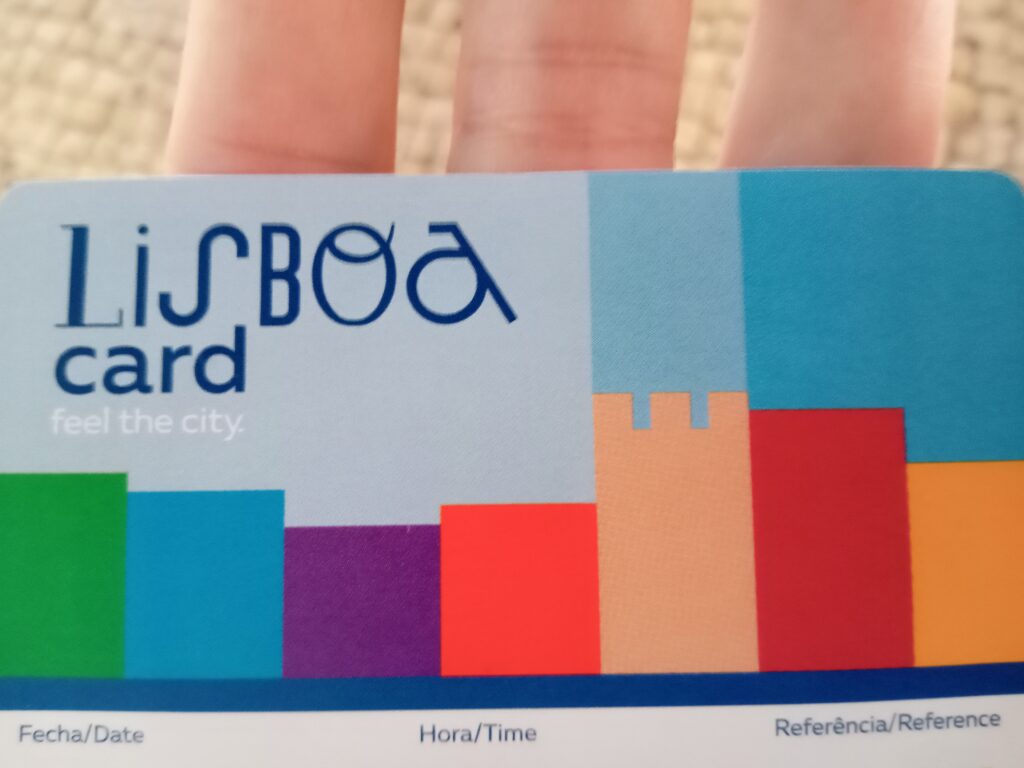 LiSBOa
card
feel the city.
Fecha/Date Hora/Time Referência/Reference